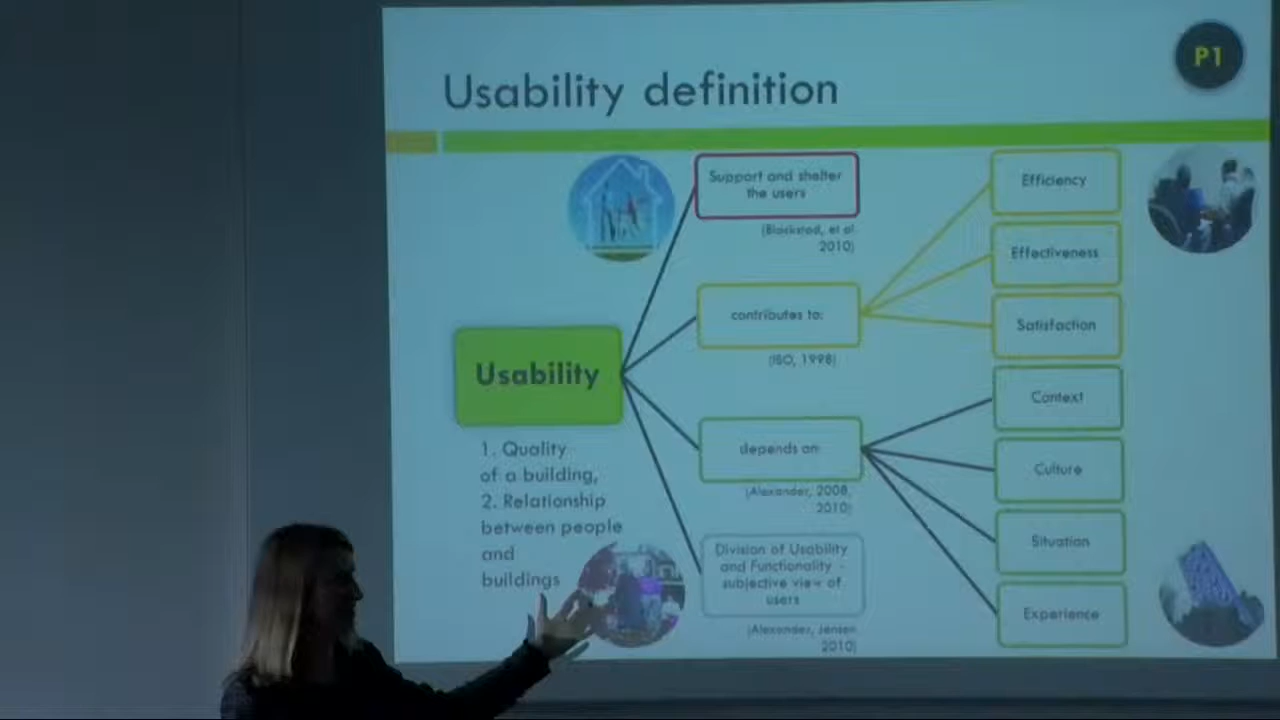 P1
Usability definition
Support and shelter
the users
(Blackstad, et al
2010)
contributes to:
(ISO, 1998)
depends on:
(Alexander, 2008,
2010)
Division of Usability
and Functionality -
subjective view of
users
(Alexander, Jensen
2010)
Usability
1. Quality
of a building,
2. Relationship
between people
and
buildings
Efficiency
Effectiveness
Satisfaction
Context
Culture
Situation
Experience